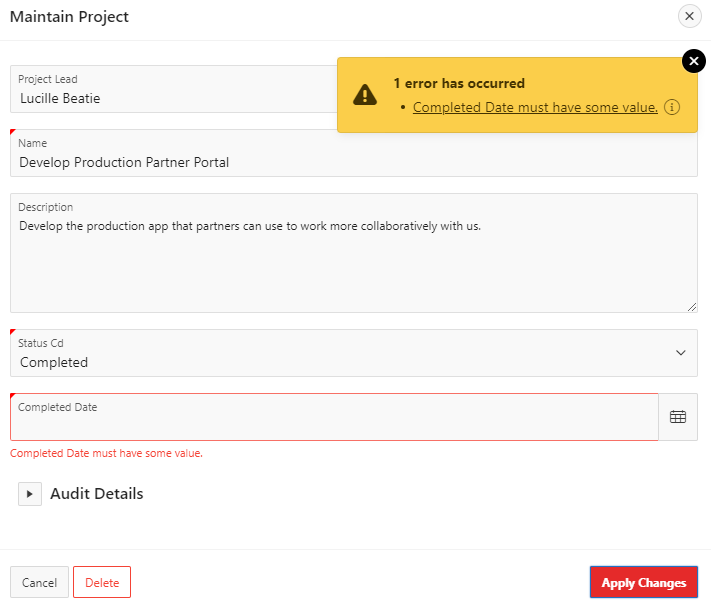 Maintain Project
Project Lead
Lucille Beatie
1 error has occurred
• Completed Date must have some value.
Name
Develop Production Partner Portal
Description
Develop the production app that partners can use to work more collaboratively with us.
Status Cd
Completed
Completed Date
Completed Date must have some value.
Audit Details
Cancel
Delete
Apply Changes